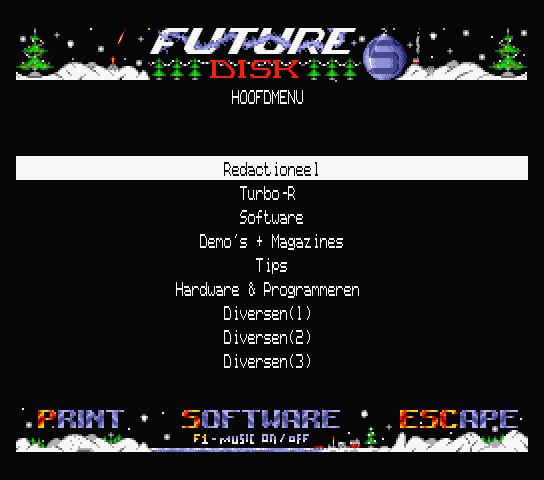 FUTURE
DISK 5
HOOFDMENU
Redactioneel
Turbo-R
Software
Demo's + Magazines
Tips
Hardware & Programmeren
Diversen(1)
Diversen(2)
Diversen(3)
PRINT SOFTWARE ESCAPE
F1-MUSIC ON/OFF